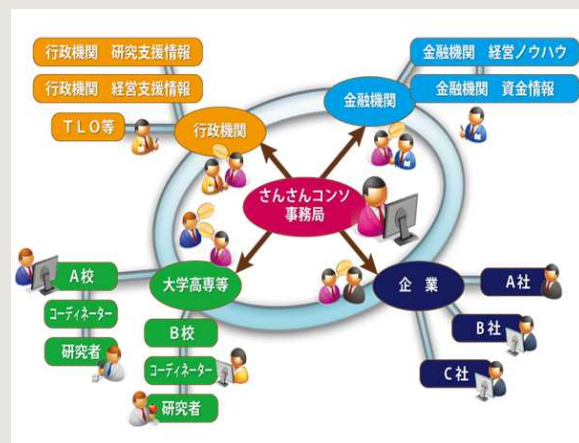 行政機関 研究支援情報
行政機関 経営支援情報
TLO等
行政機関
金融機関 経営ノウハウ
金融機関 資金情報
金融機関
さんさんコンソ
事務局
大学高専等
企 業
A校
コーディネーター
研究者
B校
コーディネーター
研究者
A社
B社
C社